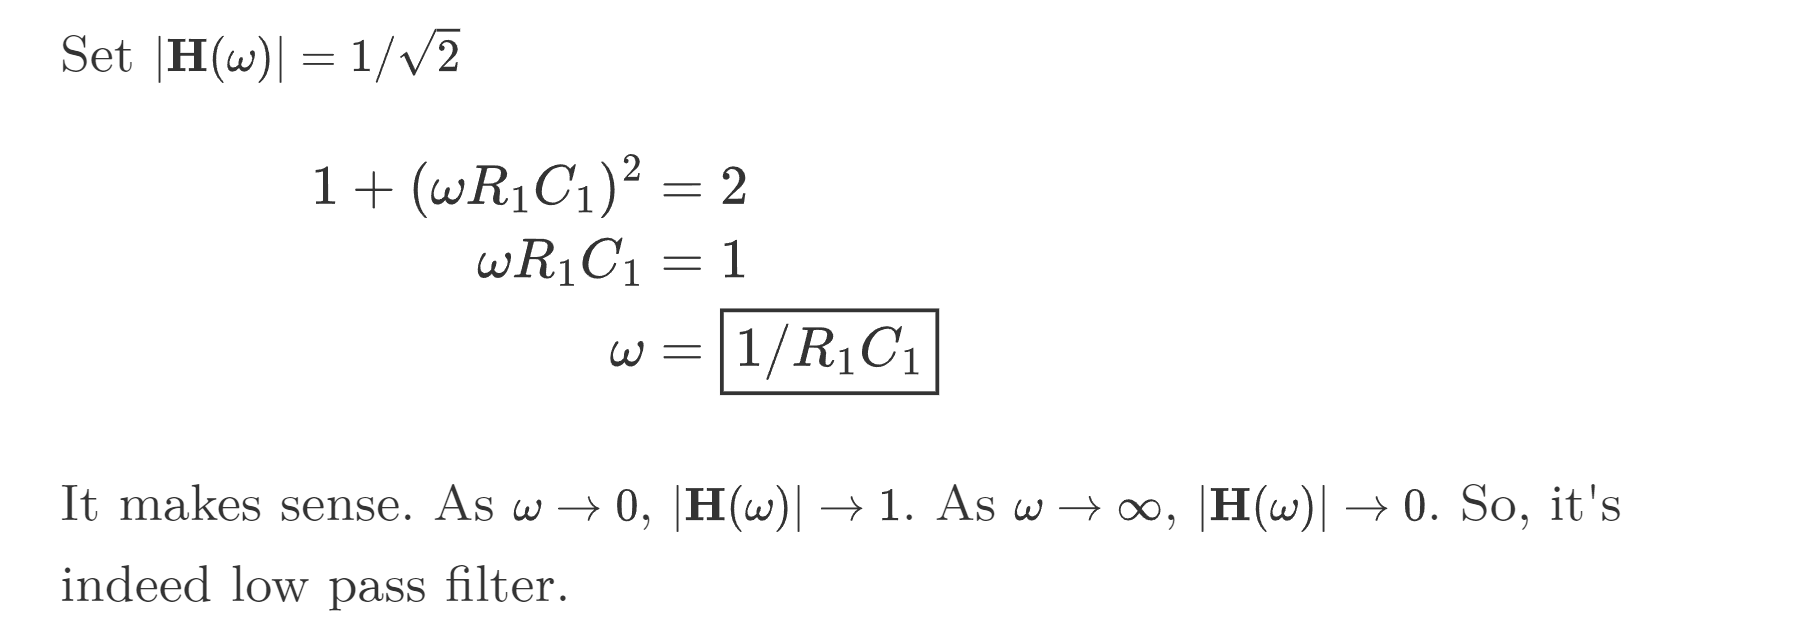 Set |H(ω)| = 1/√2
1 + (ωR₁C₁)² = 2
ωR₁C₁ = 1
ω = 1/R₁C₁
It makes sense. As ω → 0, |H(ω)| → 1. As ω → ∞, |H(ω)| → 0. So, it's
indeed low pass filter.